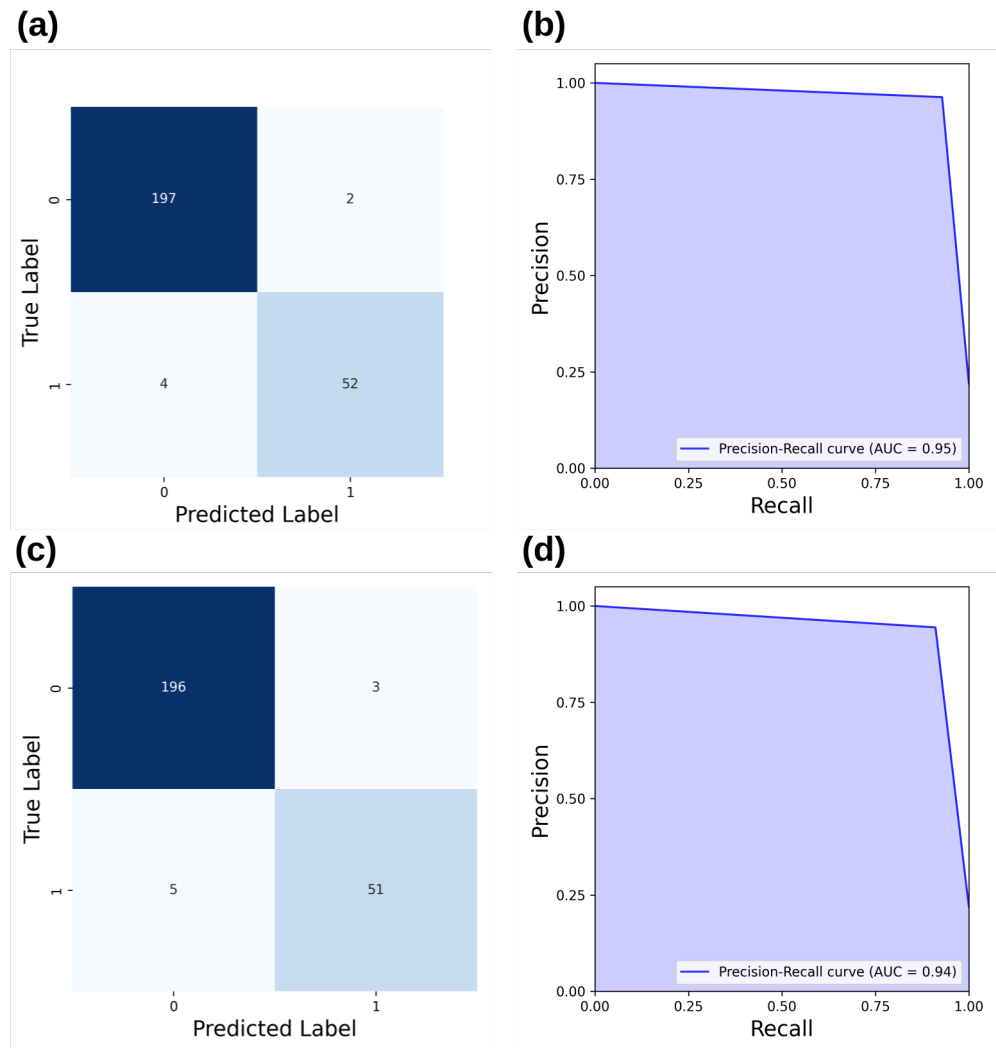 (a)
(b)
197
2
4
52
0
1
True Label
0
1
Predicted Label
1.00
0.75
0.50
0.25
0.00
Precision
Precision-Recall curve (AUC = 0.95)
0.00
0.25
0.50
0.75
1.00
Recall
(c)
(d)
196
3
5
51
0
1
True Label
0
1
Predicted Label
1.00
0.75
0.50
0.25
0.00
Precision
Precision-Recall curve (AUC = 0.94)
0.00
0.25
0.50
0.75
1.00
Recall